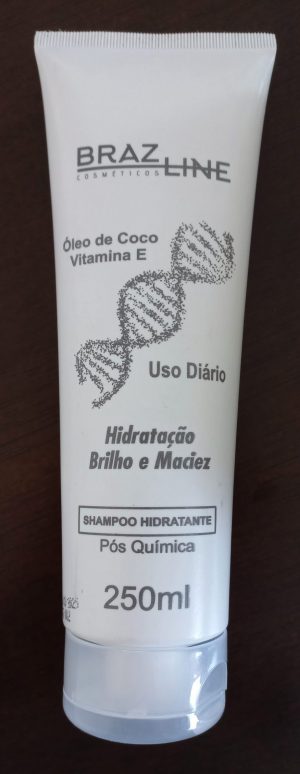 BRAZ LINE
COSMÉTICOS
Óleo de Coco
Vitamina E
Uso Diário
Hidratação
Brilho e Maciez
SHAMPOO HIDRATANTE
Pós Química
250ml